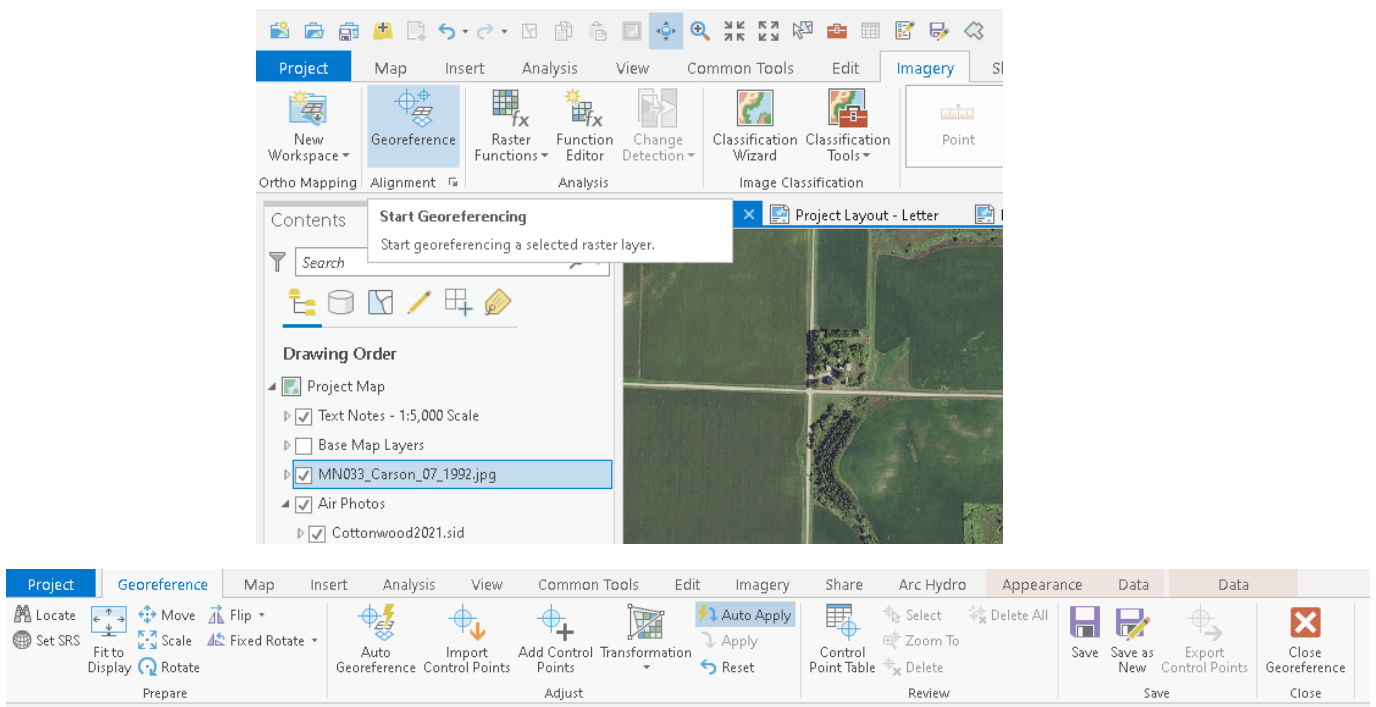 Project Map Insert Analysis View Common Tools Edit Imagery
New Workspace
Georeference
Raster Functions
Function Editor
Change Detection
Classification Wizard
Classification Tools
Point
Ortho Mapping Alignment Analysis Image Classification
Contents
Start Georeferencing
Start georeferencing a selected raster layer.
Project Layout - Letter
Search
Drawing Order
Project Map
Text Notes - 1:5,000 Scale
Base Map Layers
MN033_Carson_07_1992.jpg
Air Photos
Cottonwood2021.sid
Project Georeference Map Insert Analysis View Common Tools Edit Imagery Share Arc Hydro Appearance Data Data
Locate
Set SRS
Fit to Display
Move
Scale
Rotate
Flip
Fixed Rotate
Auto Georeference
Import Control Points
Add Control Points
Transformation
Auto Apply
Apply
Reset
Control Point Table
Select
Zoom To
Delete
Delete All
Save
Save as New
Export Control Points
Close Georeference
Prepare Adjust Review Save Close